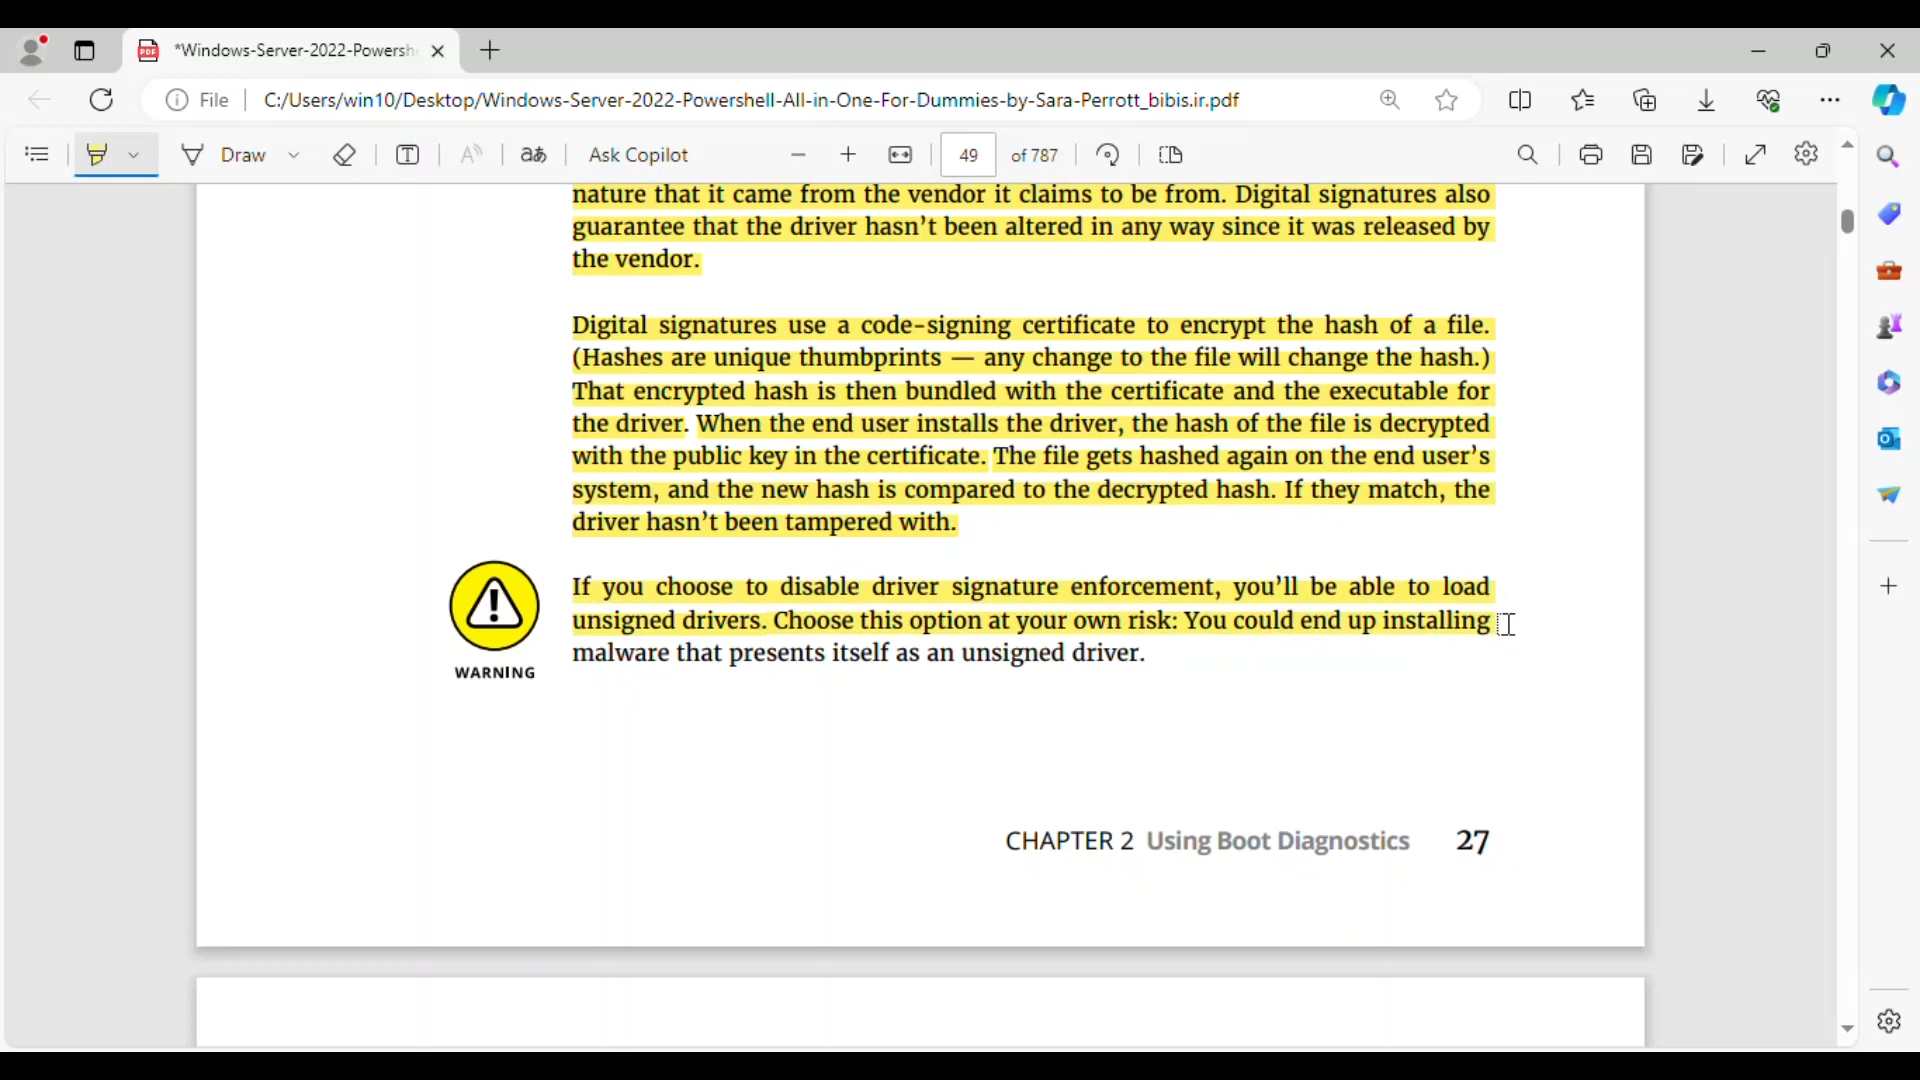 *Windows-Server-2022-Powersh
File
C:/Users/win10/Desktop/Windows-Server-2022-Powershell-All-in-One-For-Dummies-by-Sara-Perrott_bibis.ir.pdf
Draw
Ask Copilot
49 of 787
nature that it came from the vendor it claims to be from. Digital signatures also
guarantee that the driver hasn’t been altered in any way since it was released by
the vendor.
Digital signatures use a code-signing certificate to encrypt the hash of a file.
(Hashes are unique thumbprints — any change to the file will change the hash.)
That encrypted hash is then bundled with the certificate and the executable for
the driver. When the end user installs the driver, the hash of the file is decrypted
with the public key in the certificate. The file gets hashed again on the end user’s
system, and the new hash is compared to the decrypted hash. If they match, the
driver hasn’t been tampered with.
If you choose to disable driver signature enforcement, you’ll be able to load
unsigned drivers. Choose this option at your own risk: You could end up installing
malware that presents itself as an unsigned driver.
WARNING
CHAPTER 2 Using Boot Diagnostics 27